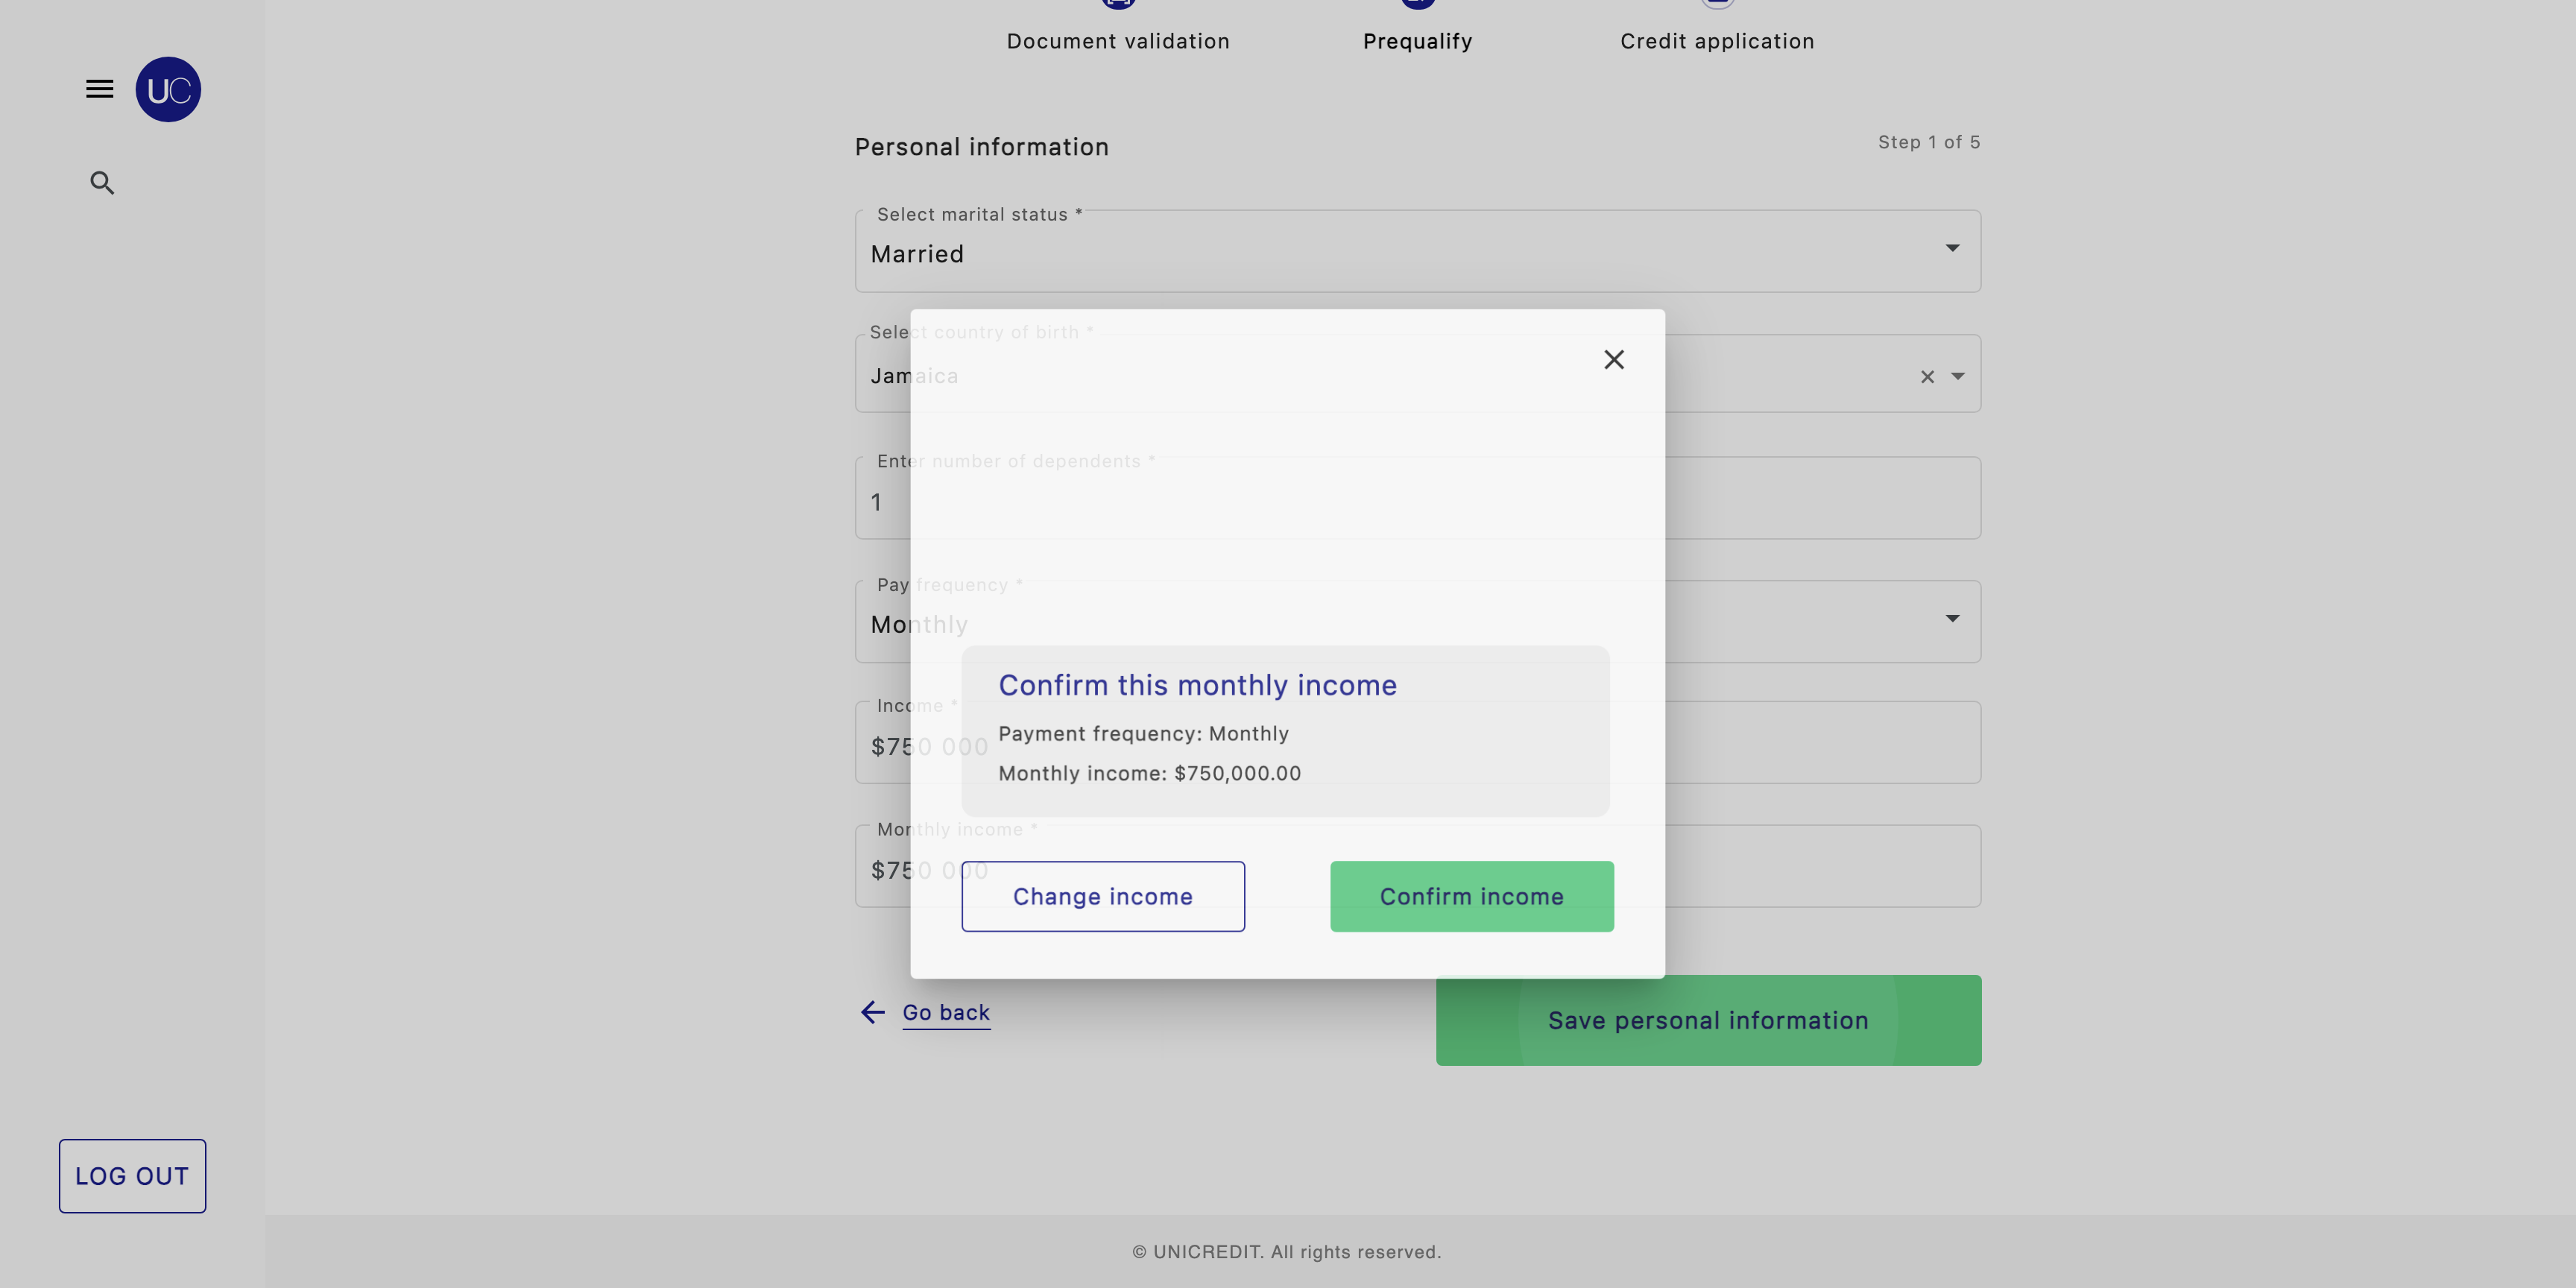 Document validation
Prequalify
Credit application
UC
Personal information
Step 1 of 5
Select marital status *
Married
Select country of birth *
Jamaica
Enter number of dependents *
1
Pay frequency *
Monthly
Confirm this monthly income
Income *
Payment frequency: Monthly
$750 000
Monthly income: $750,000.00
Monthly income *
$750 000
Change income
Confirm income
Go back
Save personal information
LOG OUT
© UNICREDIT. All rights reserved.